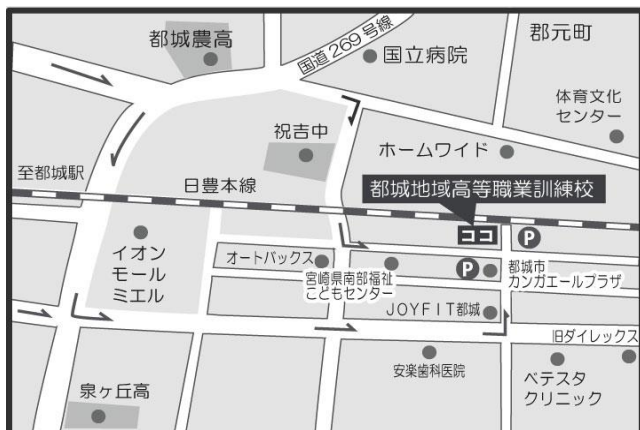 都城農高
国道269号線
国立病院
郡元町
体育文化
センター
祝吉中
ホームワイド
至都城駅
日豊本線
都城地域高等職業訓練校
ココ
P
イオン
モール
ミエル
オートバックス
宮崎県南部福祉
こどもセンター
P
都城市
カンガエールプラザ
JOYFIT都城
旧ダイレックス
安楽歯科医院
ベテスタ
クリニック
泉ヶ丘高